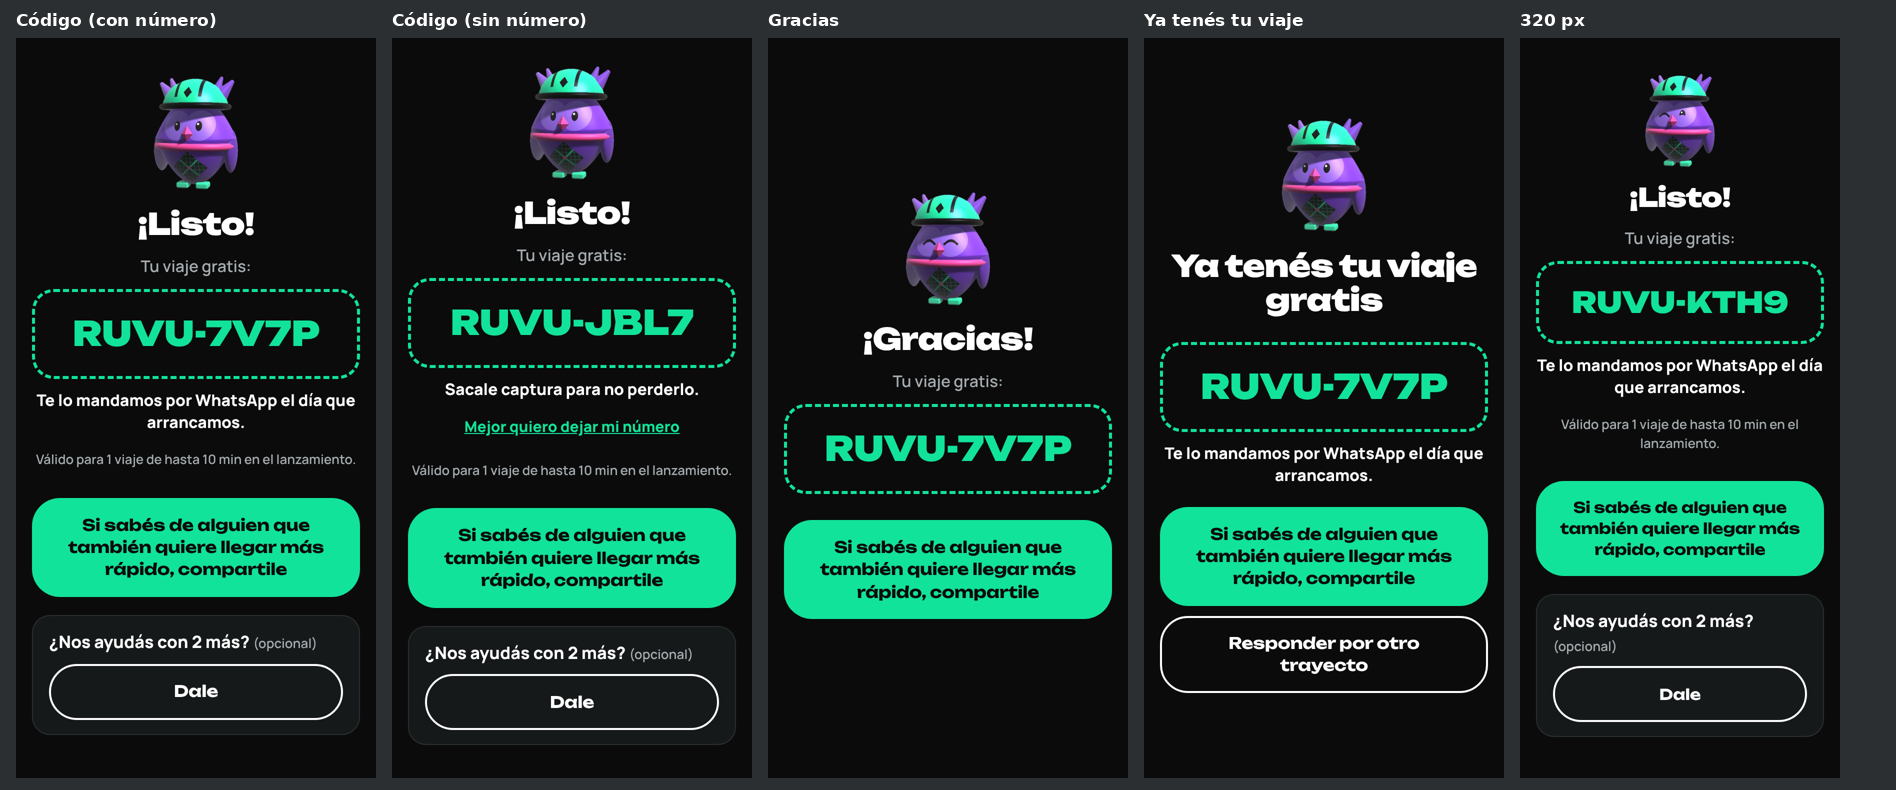 Código (con número)
¡Listo!
Tu viaje gratis:
RUVU-7V7P
Te lo mandamos por WhatsApp el día que
arrancamos.
Válido para 1 viaje de hasta 10 min en el lanzamiento.
Si sabés de alguien que
también quiere llegar más
rápido, compartile
¿Nos ayudás con 2 más? (opcional)
Dale
Código (sin número)
¡Listo!
Tu viaje gratis:
RUVU-JBL7
Sacale captura para no perderlo.
Mejor quiero dejar mi número
Válido para 1 viaje de hasta 10 min en el lanzamiento.
Si sabés de alguien que
también quiere llegar más
rápido, compartile
¿Nos ayudás con 2 más? (opcional)
Dale
Gracias
¡Gracias!
Tu viaje gratis:
RUVU-7V7P
Si sabés de alguien que
también quiere llegar más
rápido, compartile
Ya tenés tu viaje
Ya tenés tu viaje
gratis
RUVU-7V7P
Te lo mandamos por WhatsApp el día que
arrancamos.
Si sabés de alguien que
también quiere llegar más
rápido, compartile
Responder por otro
trayecto
320 px
¡Listo!
Tu viaje gratis:
RUVU-KTH9
Te lo mandamos por WhatsApp el día
que arrancamos.
Válido para 1 viaje de hasta 10 min en el
lanzamiento.
Si sabés de alguien que
también quiere llegar más
rápido, compartile
¿Nos ayudás con 2 más?
(opcional)
Dale